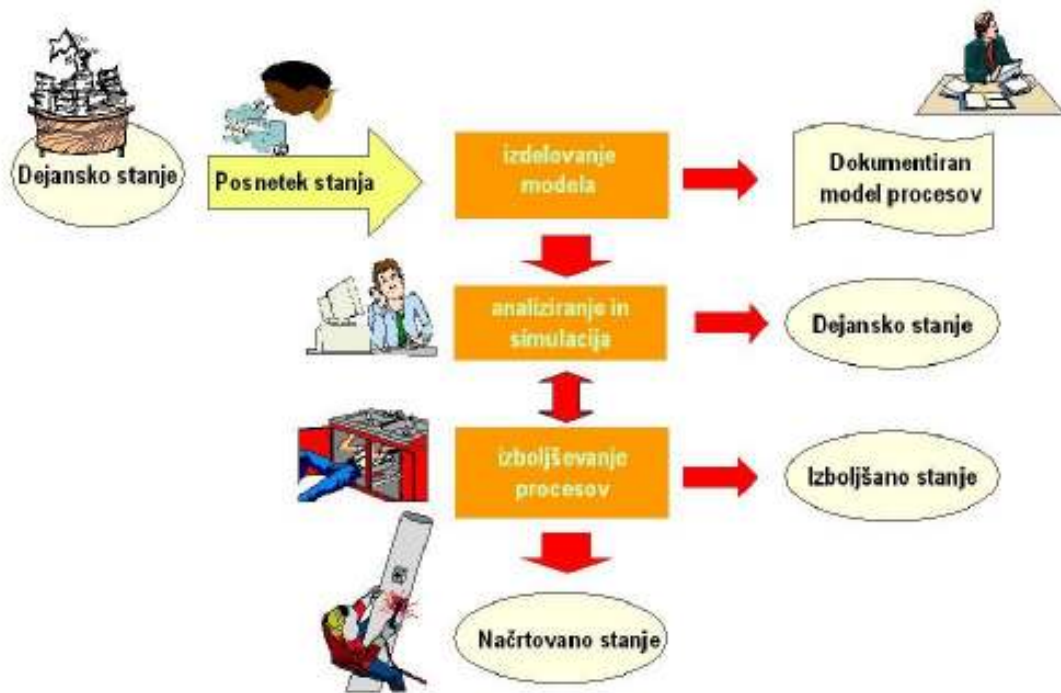 Dejansko stanje
Posnetek stanja
izdelovanje
modela
Dokumentiran
model procesov
analiziranje in
simulacija
Dejansko stanje
izboljševanje
procesov
Izboljšano stanje
Načrtovano stanje